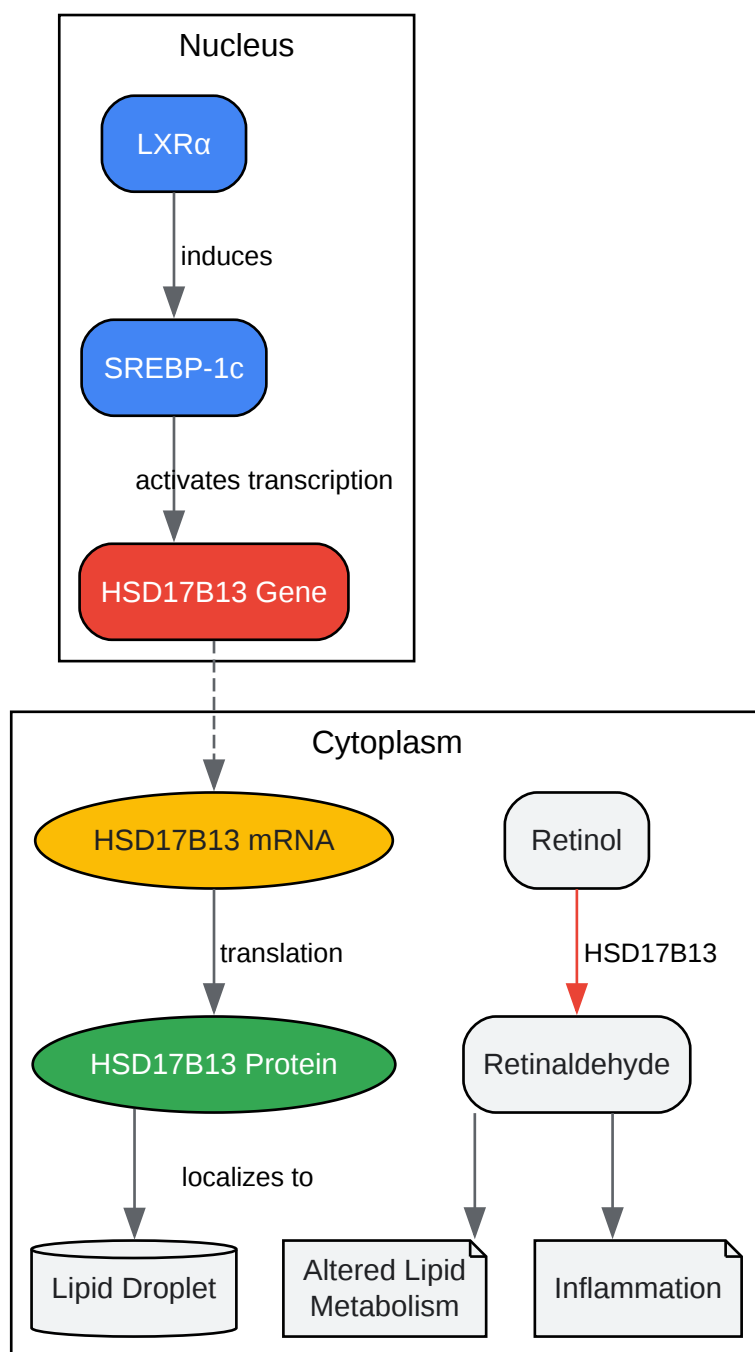 Nucleus
LXRα
induces
SREBP-1c
activates transcription
HSD17B13 Gene
Cytoplasm
HSD17B13 mRNA
Retinol
translation
HSD17B13
HSD17B13 Protein
Retinaldehyde
localizes to
Lipid Droplet
Altered Lipid
Metabolism
Inflammation